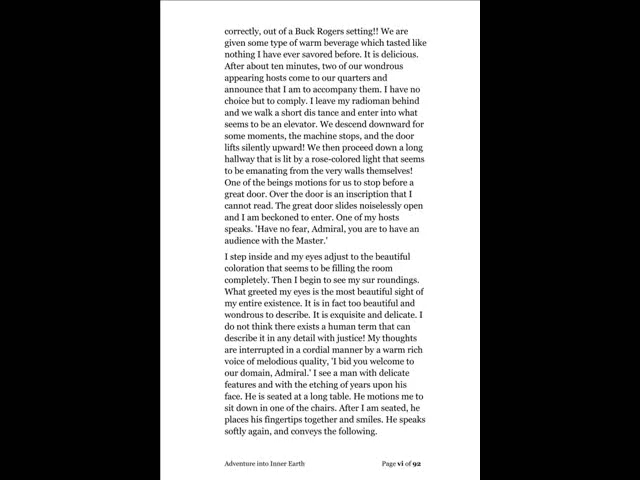 correctly, out of a Buck Rogers setting!! We are
given some type of warm beverage which tasted like
nothing I have ever savored before. It is delicious.
After about ten minutes, two of our wondrous
appearing hosts come to our quarters and
announce that I am to accompany them. I have no
choice but to comply. I leave my radioman behind
and we walk a short dis tance and enter into what
seems to be an elevator. We descend downward for
some moments, the machine stops, and the door
lifts silently upward! We then proceed down a long
hallway that is lit by a rose-colored light that seems
to be emanating from the very walls themselves!
One of the beings motions for us to stop before a
great door. Over the door is an inscription that I
cannot read. The great door slides noiselessly open
and I am beckoned to enter. One of my hosts
speaks. 'Have no fear, Admiral, you are to have an
audience with the Master.'
I step inside and my eyes adjust to the beautiful
coloration that seems to be filling the room
completely. Then I begin to see my sur roundings.
What greeted my eyes is the most beautiful sight of
my entire existence. It is in fact too beautiful and
wondrous to describe. It is exquisite and delicate. I
do not think there exists a human term that can
describe it in any detail with justice! My thoughts
are interrupted in a cordial manner by a warm rich
voice of melodious quality, 'I bid you welcome to
our domain, Admiral.' I see a man with delicate
features and with the etching of years upon his
face. He is seated at a long table. He motions me to
sit down in one of the chairs. After I am seated, he
places his fingertips together and smiles. He speaks
softly again, and conveys the following.
Adventure into Inner Earth Page vi of 92